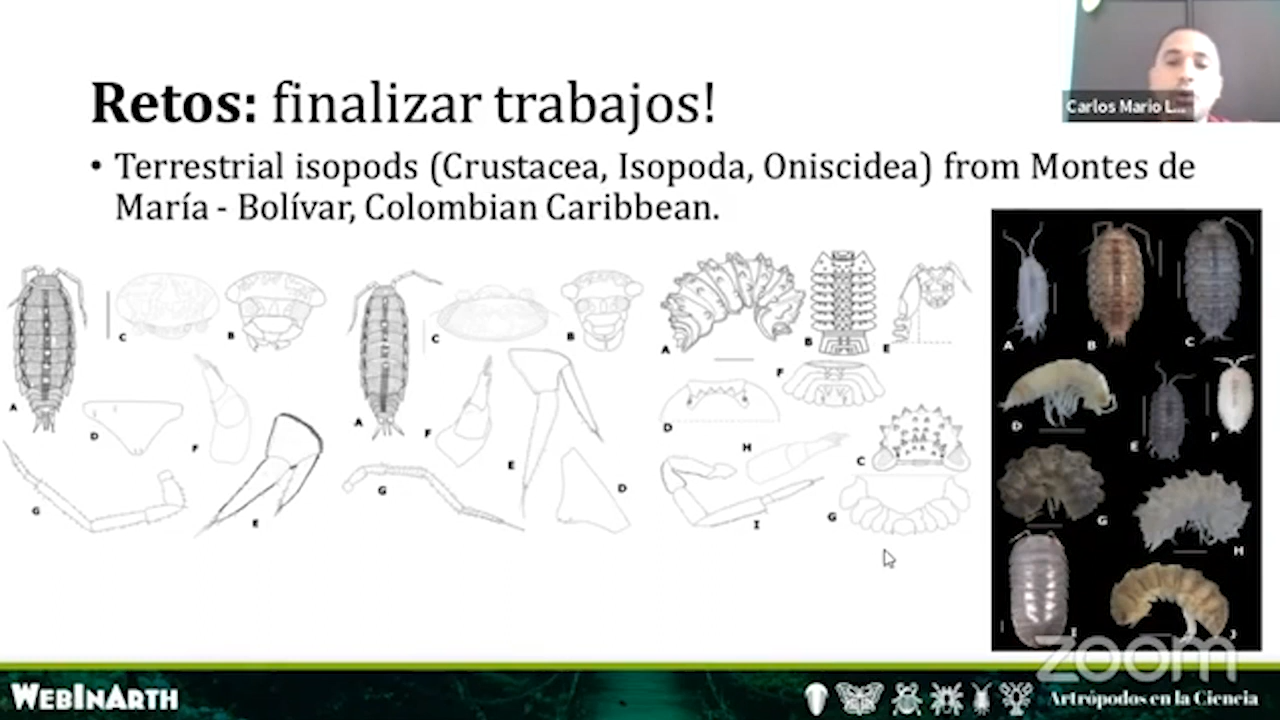 Retos: finalizar trabajos!
Carlos Mario L...
• Terrestrial isopods (Crustacea, Isopoda, Oniscidea) from Montes de
María - Bolívar, Colombian Caribbean.
A
B
C
D
E
F
G
A
B
C
D
E
F
G
A
B
C
D
E
F
G
H
I
A
B
C
D
E
F
G
H
I
J
zoom
WEBINARTH
Artrópodos en la Ciencia